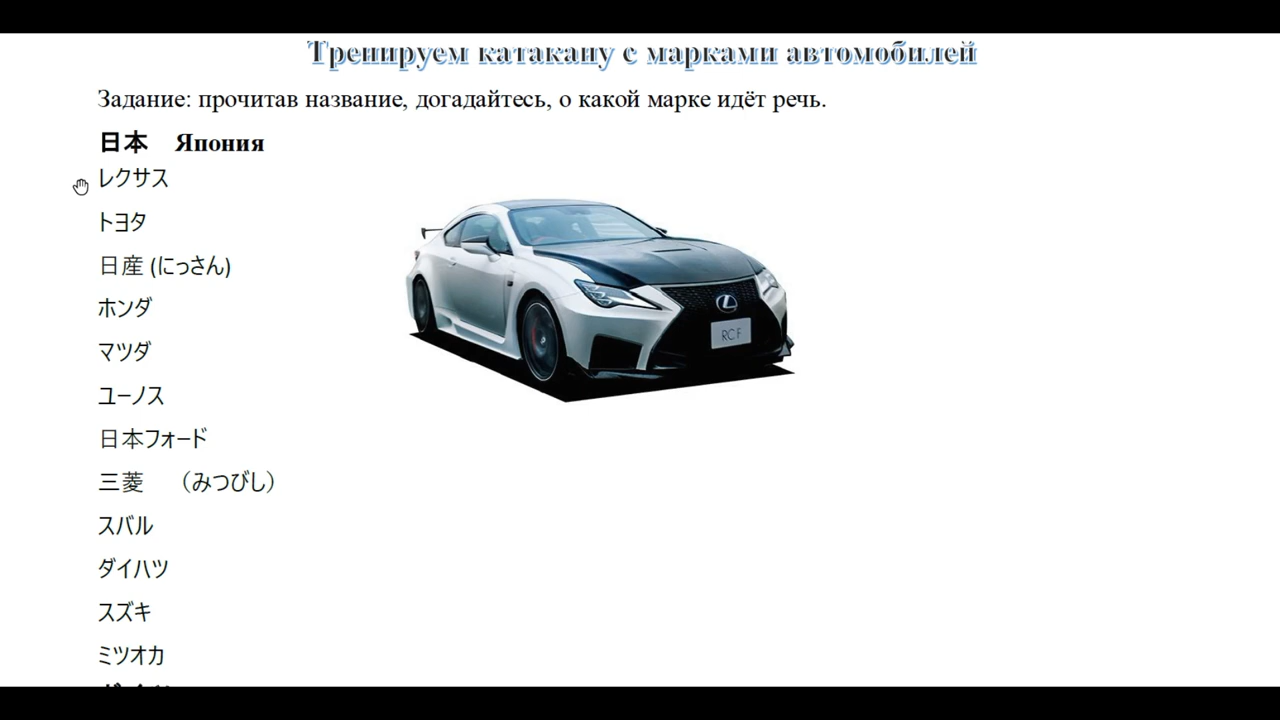 Тренируем катакану с марками автомобилей
Задание: прочитав название, догадайтесь, о какой марке идёт речь.
日本 Япония
レクサス
トヨタ
日産 (にっさん)
ホンダ
マツダ
ユーノス
日本フォード
三菱 （みつびし）
スバル
ダイハツ
スズキ
ミツオカ
RC F